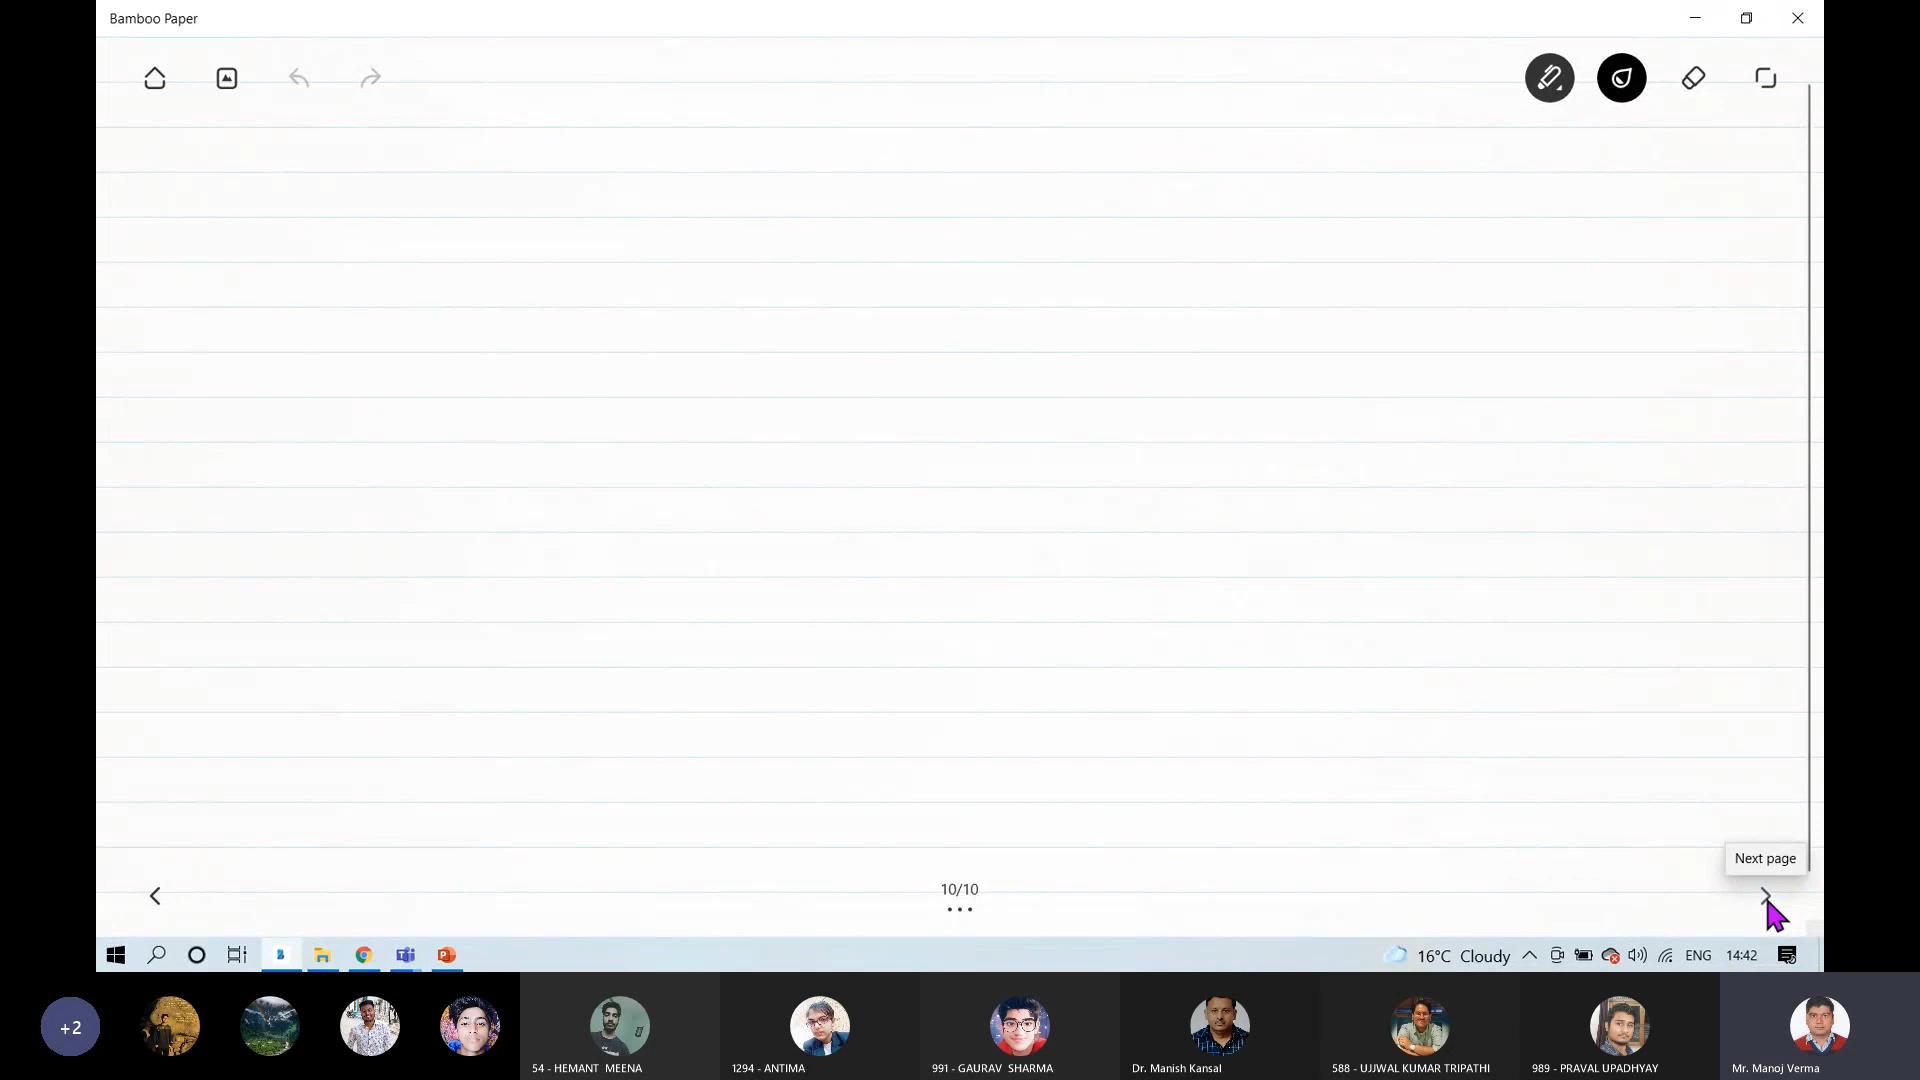 Bamboo Paper
Next page
10/10
16°C Cloudy
ENG
14:42
+2
54 - HEMANT MEENA
1294 - ANTIMA
991 - GAURAV SHARMA
Dr. Manish Kansal
588 - UJJWAL KUMAR TRIPATHI
989 - PRAVAL UPADHYAY
Mr. Manoj Verma